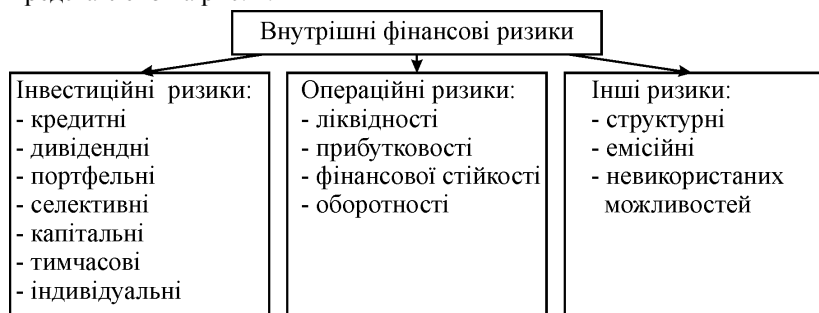 Внутрішні фінансові ризики
Інвестиційні ризики:
- кредитні
- дивідендні
- портфельні
- селективні
- капітальні
- тимчасові
- індивідуальні
Операційні ризики:
- ліквідності
- прибутковості
- фінансової стійкості
- оборотності
Інші ризики:
- структурні
- емісійні
- невикористаних
можливостей